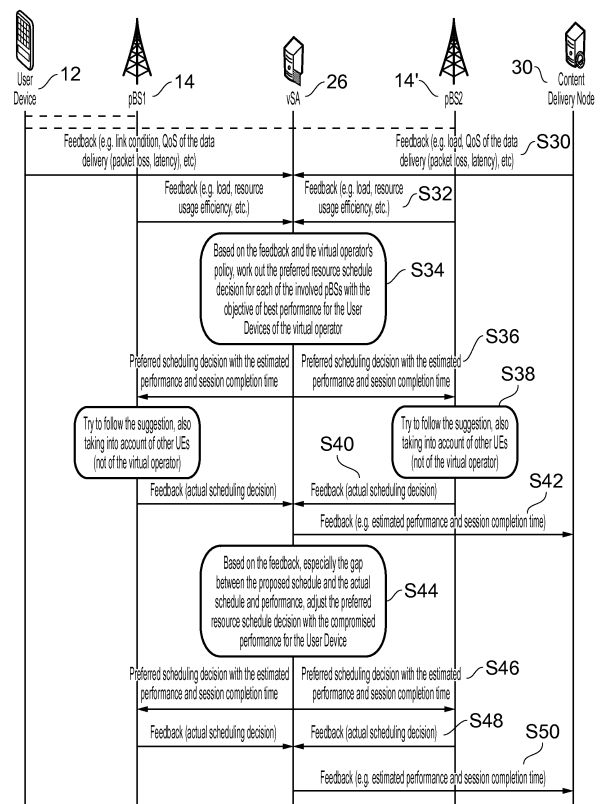 User
Device
12
pBS1
14
vSA
26
14'
pBS2
30
Content
Delivery Node
Feedback (e.g. link condition, QoS of the data
delivery (packet loss, latency), etc)
Feedback (e.g. load, QoS of the data
delivery (packet loss, latency), etc)
S30
Feedback (e.g. load, resource
usage efficiency, etc.)
Feedback (e.g. load, resource
usage efficiency, etc.)
S32
Based on the feedback and the virtual operator's
policy, work out the preferred resource schedule
decision for each of the involved pBSs with the
objective of best performance for the User
Devices of the virtual operator
S34
Preferred scheduling decision with the estimated
performance and session completion time
Preferred scheduling decision with the estimated
performance and session completion time
S36
Try to follow the suggestion, also
taking into account of other UEs
(not of the virtual operator)
Try to follow the suggestion, also
taking into account of other UEs
(not of the virtual operator)
S38
Feedback (actual scheduling decision)
Feedback (actual scheduling decision)
S40
Feedback (e.g. estimated performance and session completion time)
S42
Based on the feedback, especially the gap
between the proposed schedule and the actual
schedule and performance, adjust the preferred
resource schedule decision with the compromised
performance for the User Device
S44
Preferred scheduling decision with the estimated
performance and session completion time
Preferred scheduling decision with the estimated
performance and session completion time
S46
Feedback (actual scheduling decision)
Feedback (actual scheduling decision)
S48
Feedback (e.g. estimated performance and session completion time)
S50